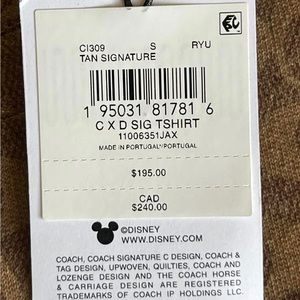 CI309 S RYU
TAN SIGNATURE
1 95031 81781 6
C X D SIG TSHIRT
11006351JAX
MADE IN PORTUGAL/PORTUGAL
$195.00
CAD
$240.00
©DISNEY
WWW.DISNEY.COM
COACH, COACH SIGNATURE C DESIGN, COACH &
TAG DESIGN, UPWOVEN, QUILTIES, COACH AND
LOZENGE DESIGN AND THE COACH HORSE
& CARRIAGE DESIGN ARE REGISTERED
TRADEMARKS OF COACH IP HOLDINGS LLC.